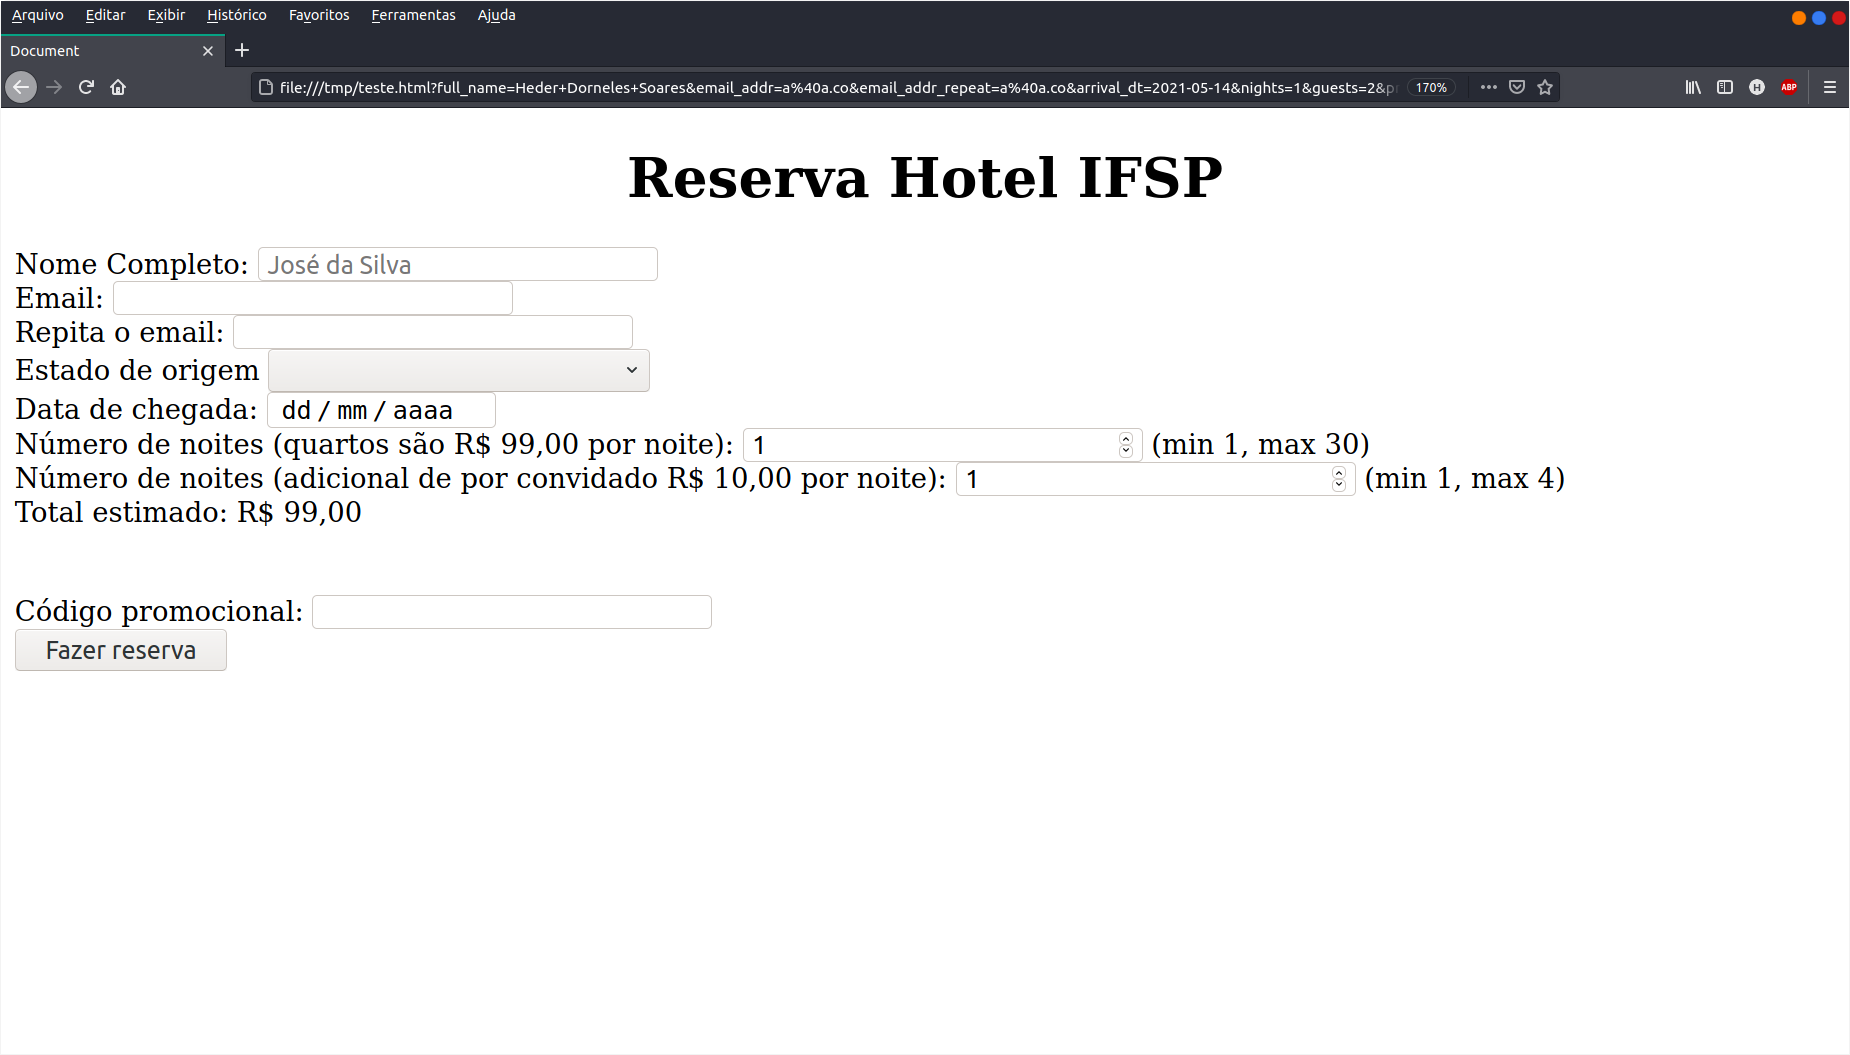 Arquivo Editar Exibir Histórico Favoritos Ferramentas Ajuda
Document
file:///tmp/teste.html?full_name=Heder+Dorneles+Soares&email_addr=a%40a.co&email_addr_repeat=a%40a.co&arrival_dt=2021-05-14&nights=1&guests=2&pr 170%
H ABP
Reserva Hotel IFSP
Nome Completo: José da Silva
Email:
Repita o email:
Estado de origem
Data de chegada: dd / mm / aaaa
Número de noites (quartos são R$ 99,00 por noite): 1 (min 1, max 30)
Número de noites (adicional de por convidado R$ 10,00 por noite): 1 (min 1, max 4)
Total estimado: R$ 99,00
Código promocional:
Fazer reserva